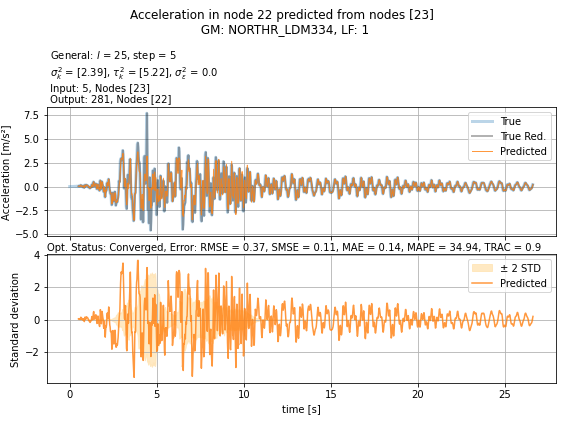 Acceleration in node 22 predicted from nodes [23]
GM: NORTHR_LDM334, LF: 1
General: l = 25, step = 5
σ²ₖ = [2.39], τ²ₖ = [5.22], σ²ε = 0.0
Input: 5, Nodes [23]
Output: 281, Nodes [22]
Acceleration [m/s²]
7.5
5.0
2.5
0.0
−2.5
−5.0
True
True Red.
Predicted
Opt. Status: Converged, Error: RMSE = 0.37, SMSE = 0.11, MAE = 0.14, MAPE = 34.94, TRAC = 0.9
Standard deviation
4
2
0
−2
± 2 STD
Predicted
0 5 10 15 20 25
time [s]